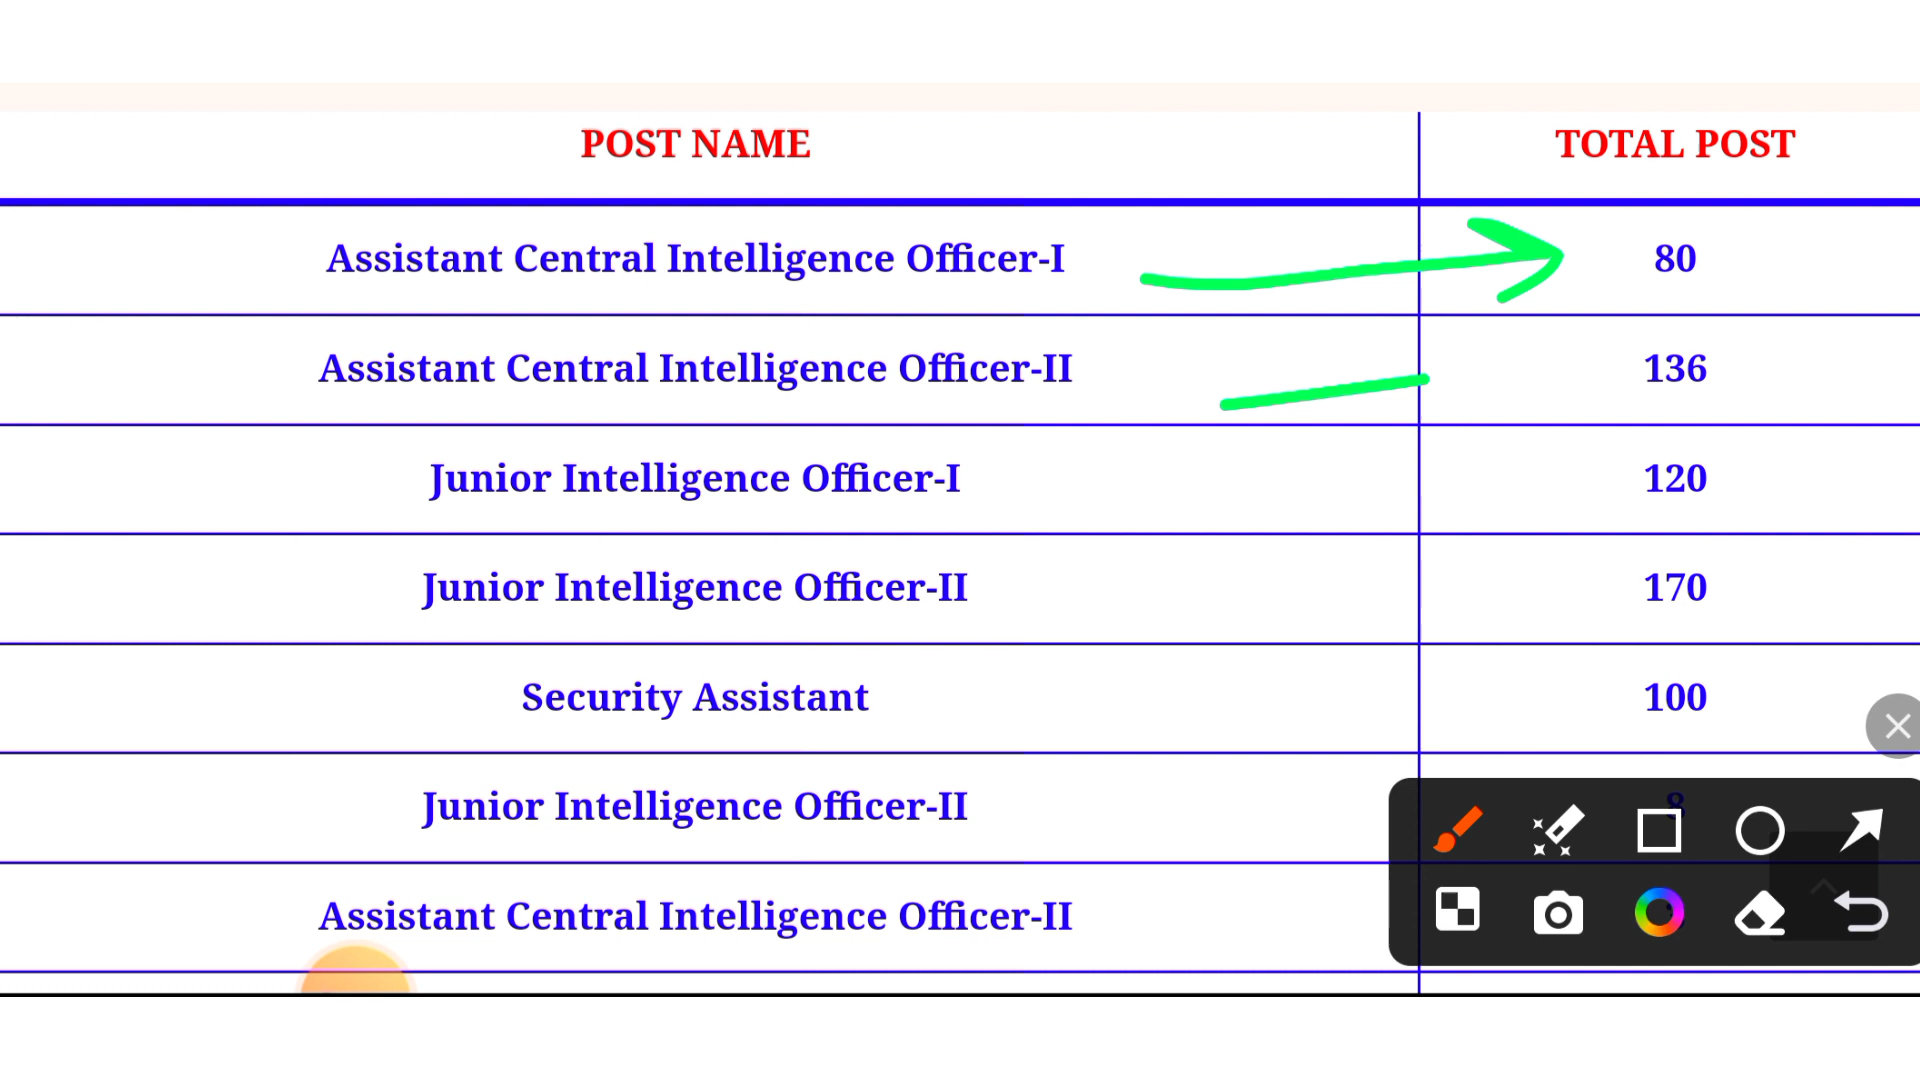 POST NAME TOTAL POST
Assistant Central Intelligence Officer-I 80
Assistant Central Intelligence Officer-II 136
Junior Intelligence Officer-I 120
Junior Intelligence Officer-II 170
Security Assistant 100
Junior Intelligence Officer-II
Assistant Central Intelligence Officer-II